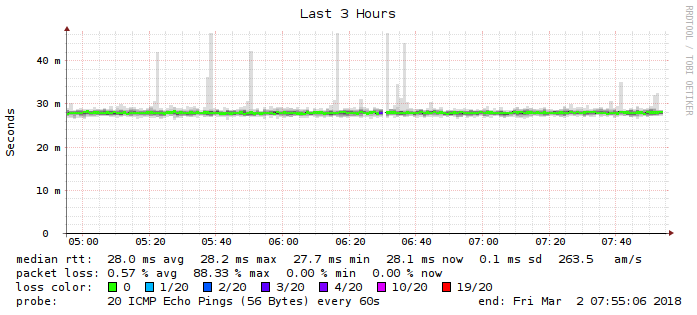 Last 3 Hours
RRDTOOL / TOBI OETIKER
Seconds
40 m
30 m
20 m
10 m
0
05:00 05:20 05:40 06:00 06:20 06:40 07:00 07:20 07:40
median rtt: 28.0 ms avg 28.2 ms max 27.7 ms min 28.1 ms now 0.1 ms sd 263.5 am/s
packet loss: 0.57 % avg 88.33 % max 0.00 % min 0.00 % now
loss color: 0 1/20 2/20 3/20 4/20 10/20 19/20
probe: 20 ICMP Echo Pings (56 Bytes) every 60s end: Fri Mar 2 07:55:06 2018